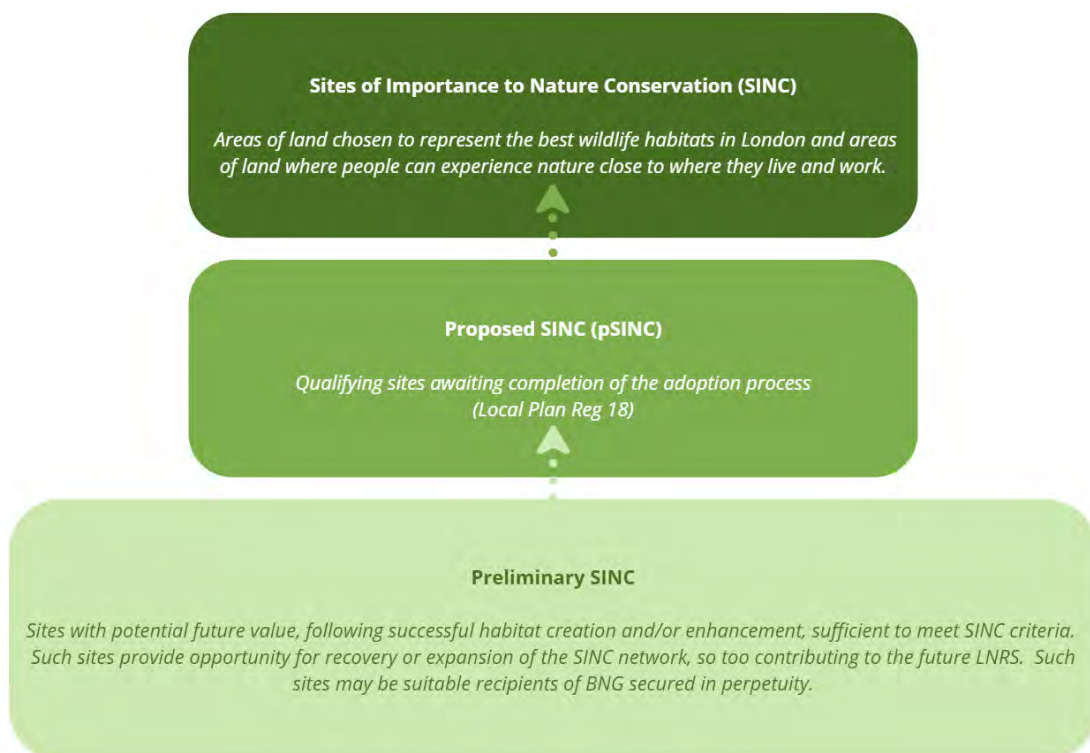 Sites of Importance to Nature Conservation (SINC)
Areas of land chosen to represent the best wildlife habitats in London and areas
of land where people can experience nature close to where they live and work.
Proposed SINC (pSINC)
Qualifying sites awaiting completion of the adoption process
(Local Plan Reg 18)
Preliminary SINC
Sites with potential future value, following successful habitat creation and/or enhancement, sufficient to meet SINC criteria.
Such sites provide opportunity for recovery or expansion of the SINC network, so too contributing to the future LNRS.  Such
sites may be suitable recipients of BNG secured in perpetuity.